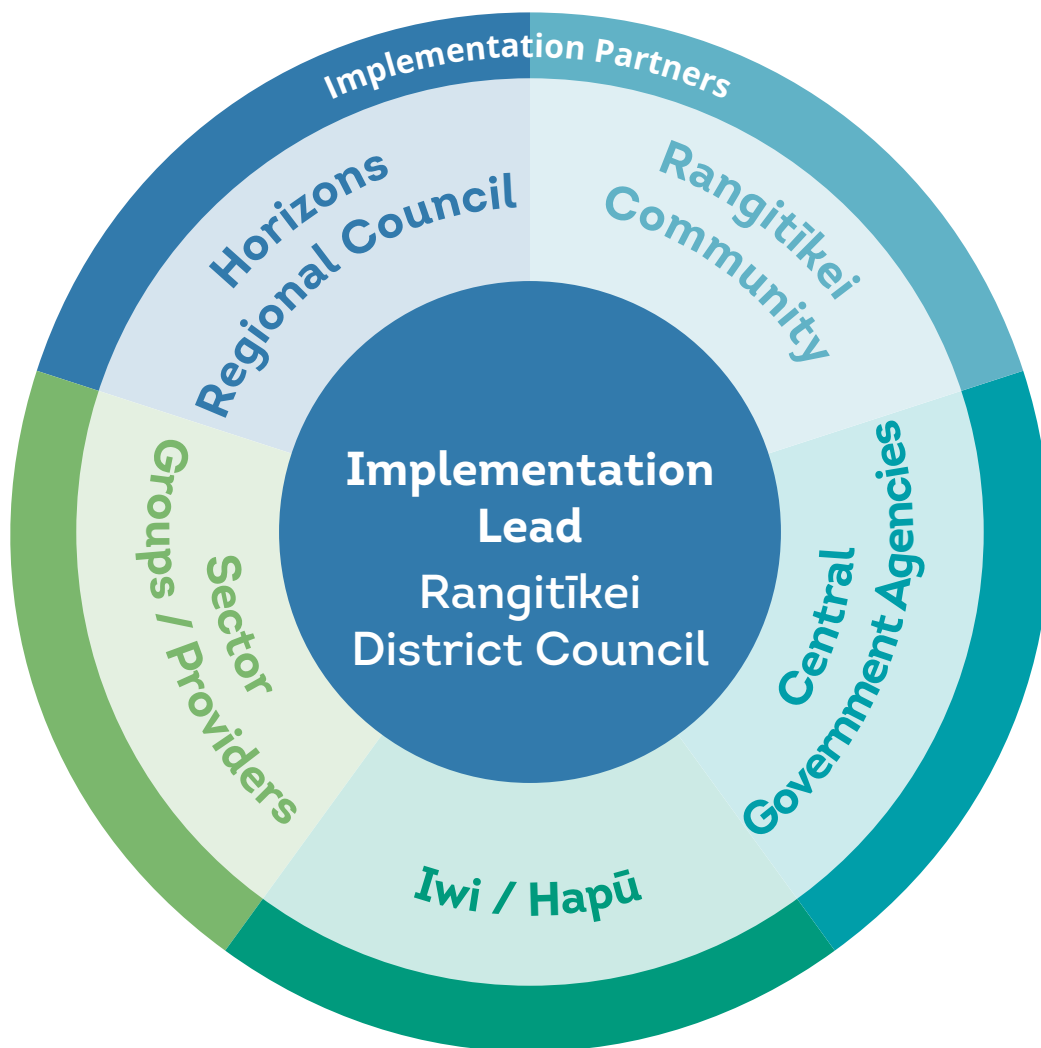 Implementation Partners
Horizons
Regional Council
Rangitīkei
Community
Central
Government Agencies
Iwi / Hapū
Sector
Groups / Providers
Implementation
Lead
Rangitīkei
District Council